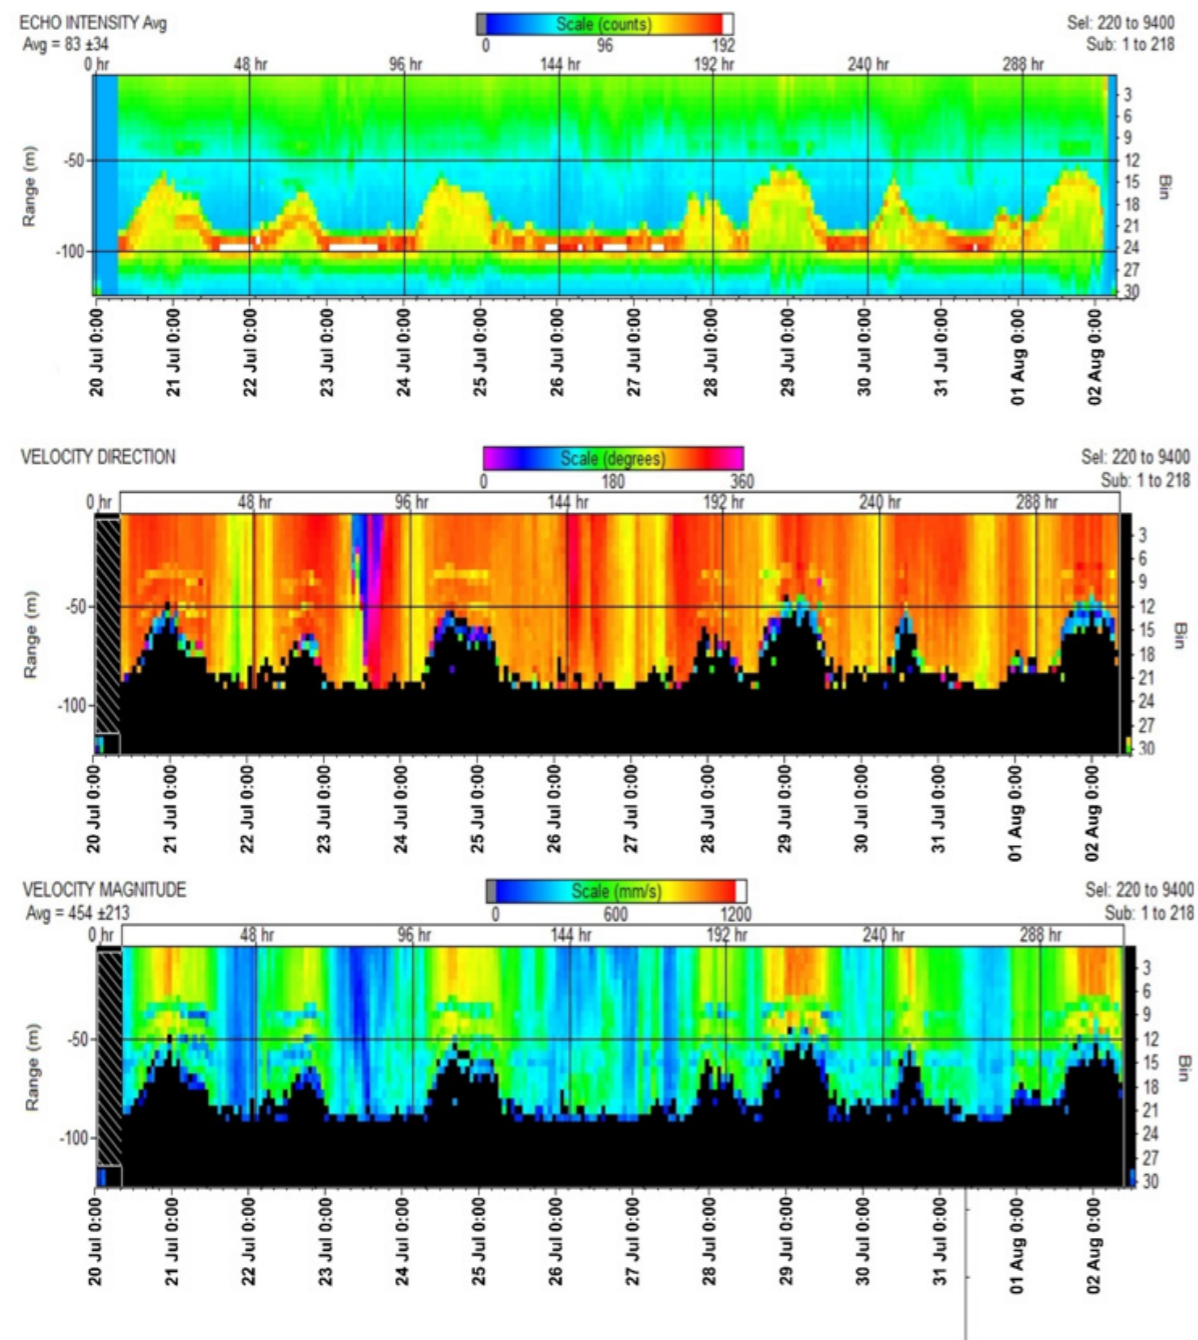 ECHO INTENSITY Avg
Scale (counts)
Sel: 220 to 9400
Avg = 83 ±34
0 96 192
Sub: 1 to 218
0 hr 48 hr 96 hr 144 hr 192 hr 240 hr 288 hr
Range (m)
-50
-100
3
6
9
12
15
18
21
24
27
30
Bin
20 Jul 0:00
21 Jul 0:00
22 Jul 0:00
23 Jul 0:00
24 Jul 0:00
25 Jul 0:00
26 Jul 0:00
27 Jul 0:00
28 Jul 0:00
29 Jul 0:00
30 Jul 0:00
31 Jul 0:00
01 Aug 0:00
02 Aug 0:00
VELOCITY DIRECTION
Scale (degrees)
Sel: 220 to 9400
0 180 360
Sub: 1 to 218
0 hr 48 hr 96 hr 144 hr 192 hr 240 hr 288 hr
Range (m)
-50
-100
3
6
9
12
15
18
21
24
27
30
Bin
20 Jul 0:00
21 Jul 0:00
22 Jul 0:00
23 Jul 0:00
24 Jul 0:00
25 Jul 0:00
26 Jul 0:00
27 Jul 0:00
28 Jul 0:00
29 Jul 0:00
30 Jul 0:00
31 Jul 0:00
01 Aug 0:00
02 Aug 0:00
VELOCITY MAGNITUDE
Scale (mm/s)
Sel: 220 to 9400
Avg = 454 ±213
0 600 1200
Sub: 1 to 218
0 hr 48 hr 96 hr 144 hr 192 hr 240 hr 288 hr
Range (m)
-50
-100
3
6
9
12
15
18
21
24
27
30
Bin
20 Jul 0:00
21 Jul 0:00
22 Jul 0:00
23 Jul 0:00
24 Jul 0:00
25 Jul 0:00
26 Jul 0:00
27 Jul 0:00
28 Jul 0:00
29 Jul 0:00
30 Jul 0:00
31 Jul 0:00
01 Aug 0:00
02 Aug 0:00